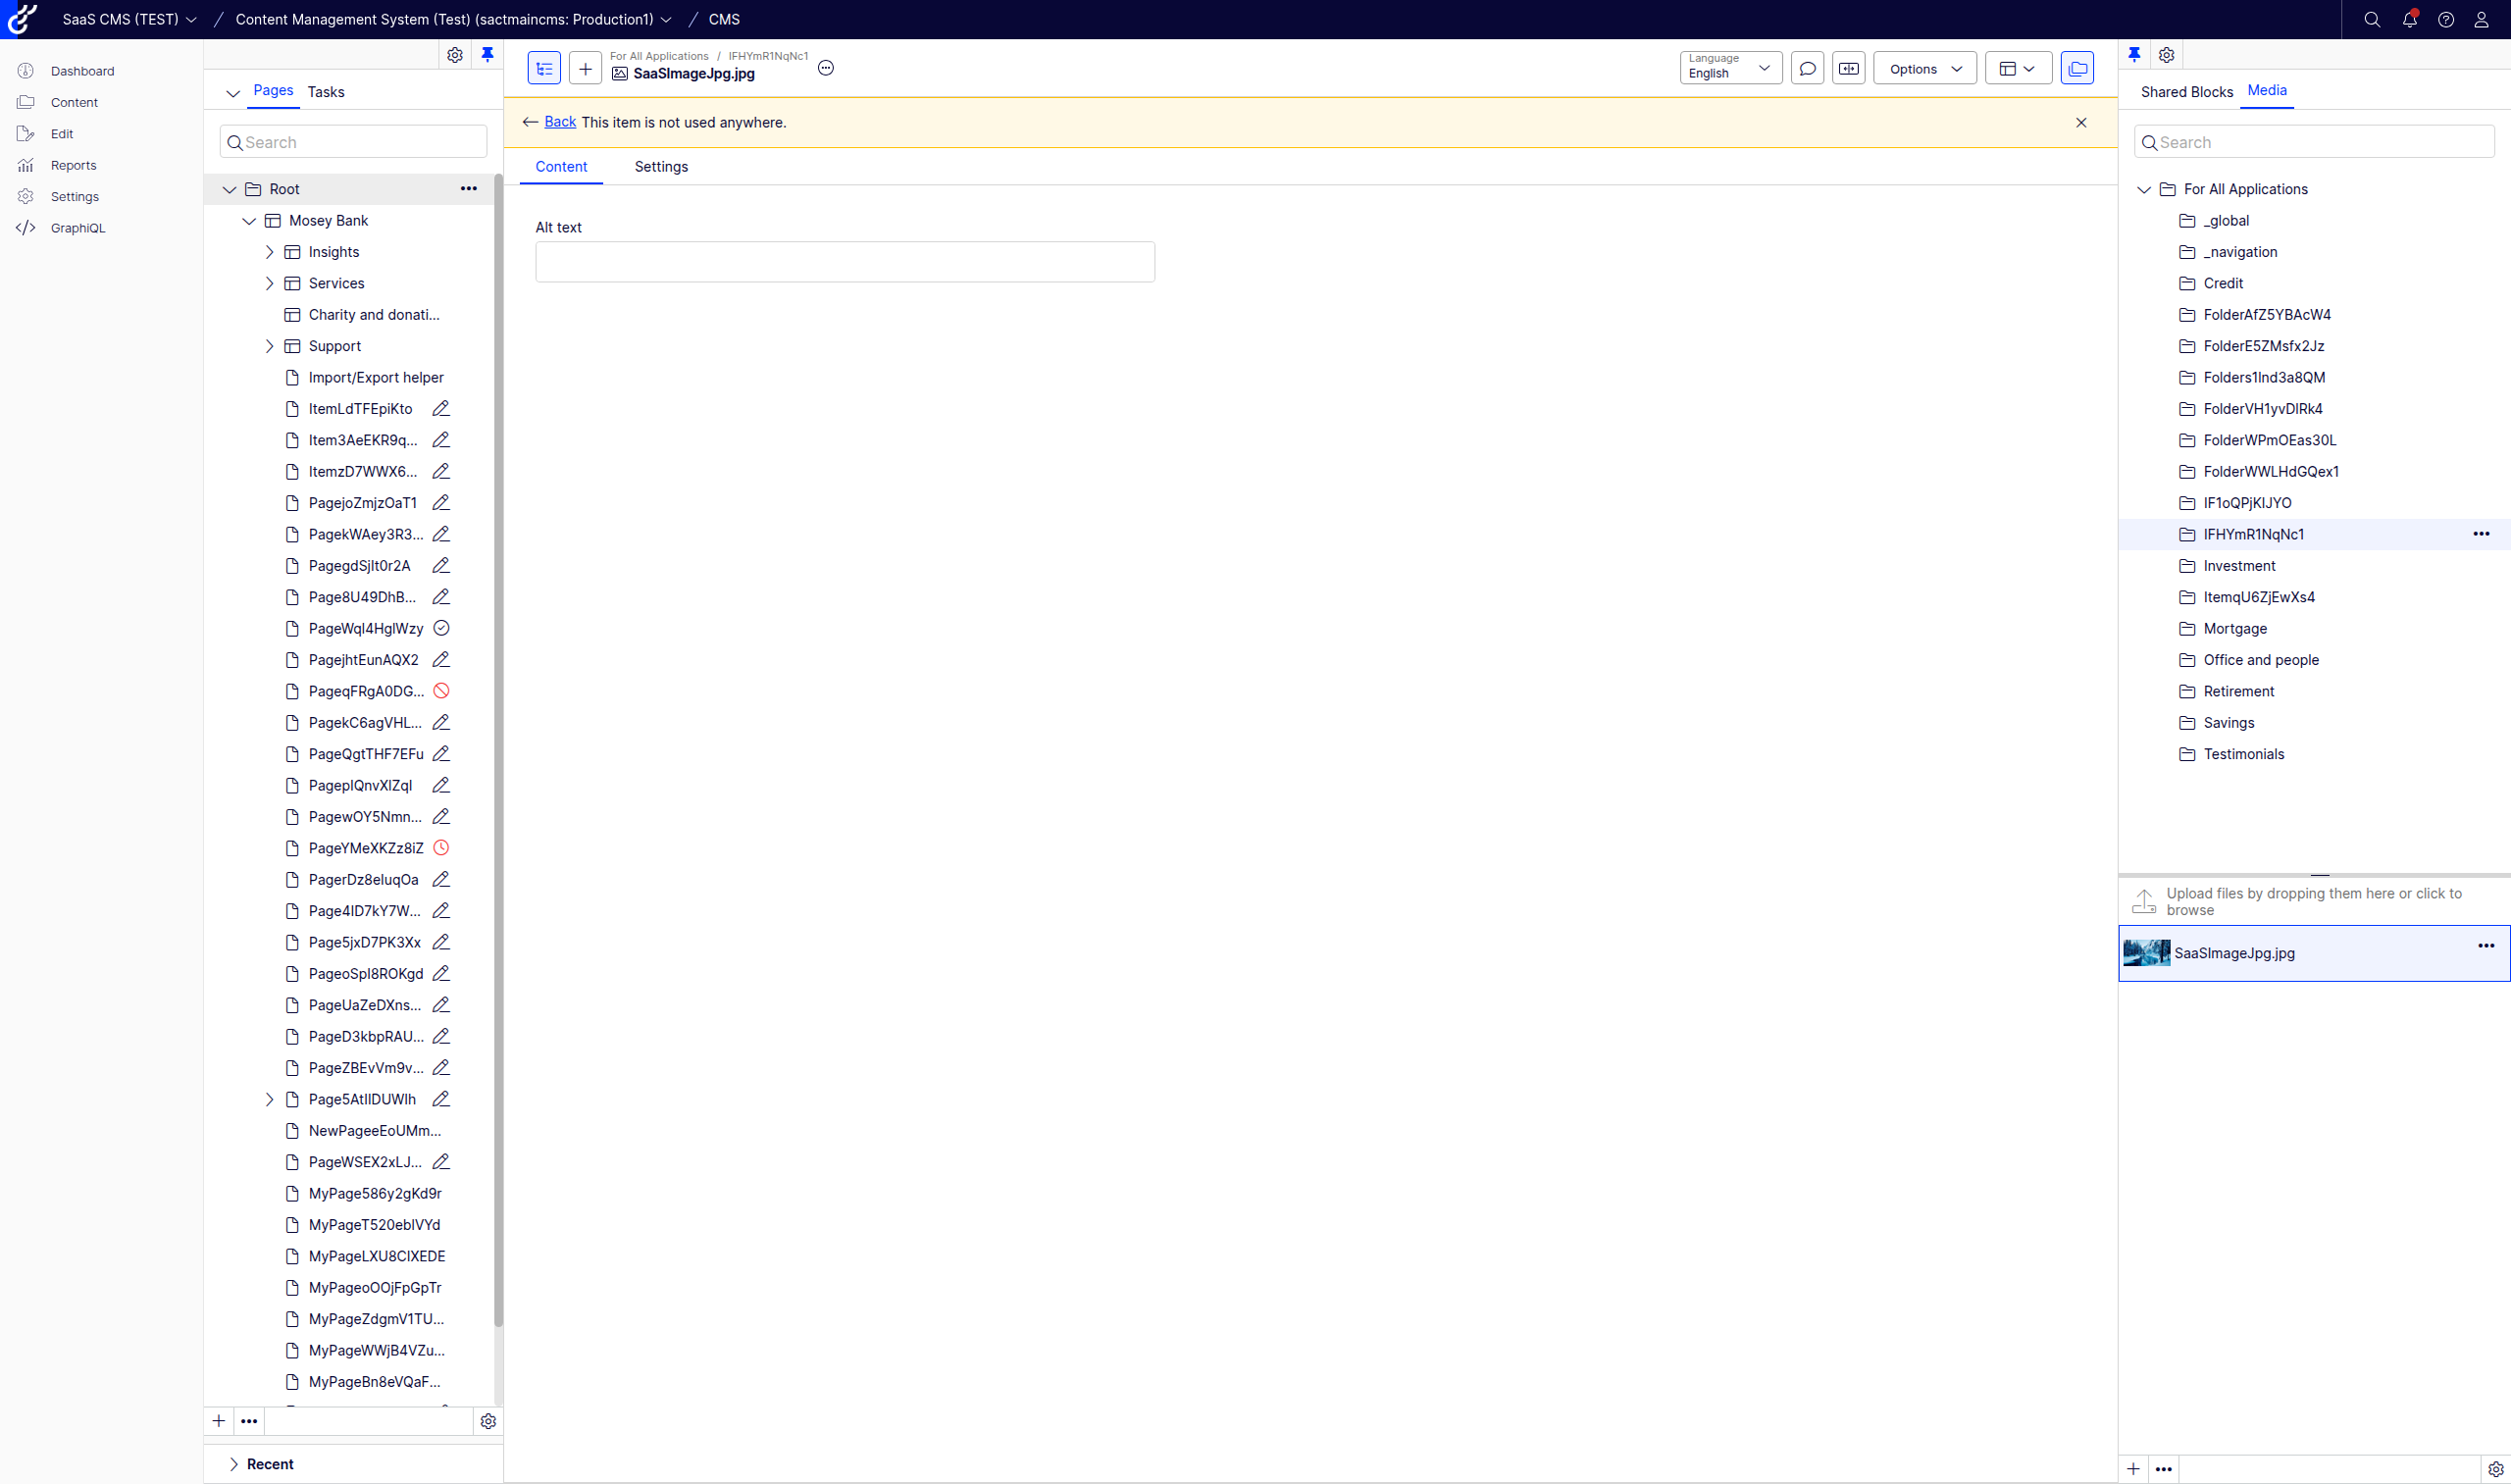 SaaS CMS (TEST) / Content Management System (Test) (sactmaincms: Production1) / CMS
Dashboard
Content
Edit
Reports
Settings
GraphiQL
Pages Tasks
Search
Root
Mosey Bank
Insights
Services
Charity and donati...
Support
Import/Export helper
ItemLdTFEpiKto
Item3AeEKR9q...
ItemzD7WWX6...
PagejoZmjzOaT1
PagekWAey3R3...
PagegdSjlt0r2A
Page8U49DhB...
PageWql4HglWzy
PagejhtEunAQX2
PageqFRgA0DG...
PagekC6agVHL...
PageQgtTHF7EFu
PageplQnvXlZql
PagewOY5Nmn...
PageYMeXKZz8iZ
PagerDz8eluqOa
Page4ID7kY7W...
Page5jxD7PK3Xx
PageoSpl8ROKgd
PageUaZeDXns...
PageD3kbpRAU...
PageZBEvVm9v...
Page5AtIlDUWlh
NewPageeEoUMm...
PageWSEX2xLJ...
MyPage586y2gKd9r
MyPageT520eblVYd
MyPageLXU8ClXEDE
MyPageoOOjFpGpTr
MyPageZdgmV1TU...
MyPageWWjB4VZu...
MyPageBn8eVQaF...
Recent
For All Applications / IFHYmR1NqNc1
SaaSImageJpg.jpg
Language
English
Options
Back This item is not used anywhere.
Content Settings
Alt text
Shared Blocks Media
Search
For All Applications
_global
_navigation
Credit
FolderAfZ5YBAcW4
FolderE5ZMsfx2Jz
Folders1lnd3a8QM
FolderVH1yvDlRk4
FolderWPmOEas30L
FolderWWLHdGQex1
IF1oQPjKlJYO
IFHYmR1NqNc1
Investment
ItemqU6ZjEwXs4
Mortgage
Office and people
Retirement
Savings
Testimonials
Upload files by dropping them here or click to
browse
SaaSImageJpg.jpg